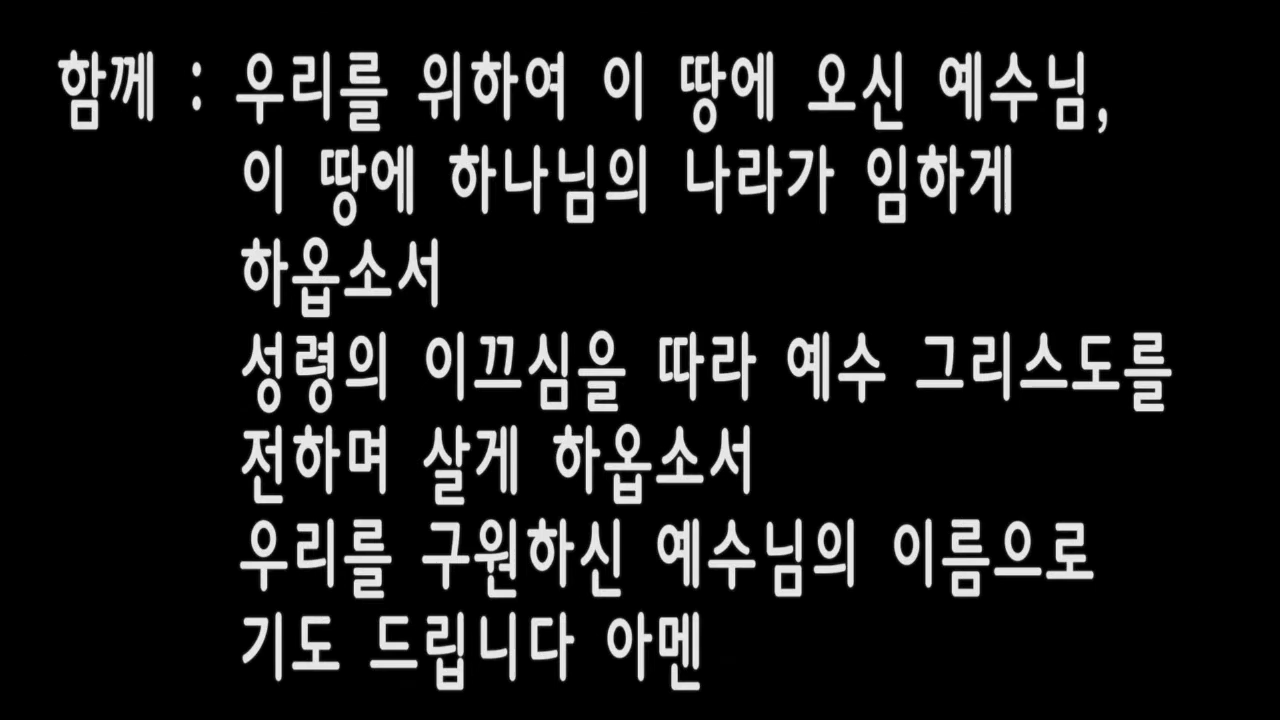 함께 : 우리를 위하여 이 땅에 오신 예수님,
이 땅에 하나님의 나라가 임하게
하옵소서
성령의 이끄심을 따라 예수 그리스도를
전하며 살게 하옵소서
우리를 구원하신 예수님의 이름으로
기도 드립니다 아멘